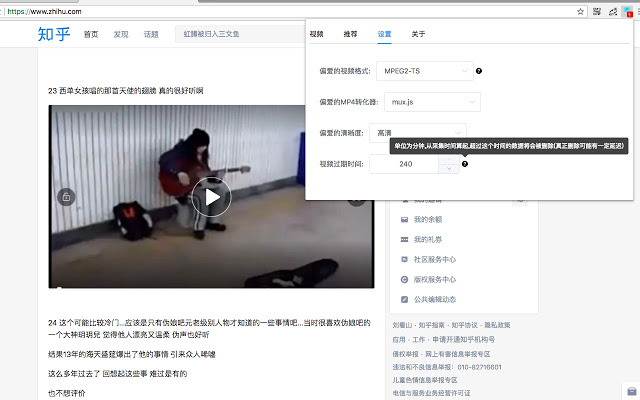 https://www.zhihu.com
知乎
首页
发现
话题
虹鳟被归入三文鱼
视频
推荐
设置
关于
偏爱的视频格式:
MPEG2-TS
偏爱的MP4转化器:
mux.js
偏爱的清晰度:
高清
单位为分钟,从采集时间算起,超过这个时间的数据将会被删除(真正删除可能有一定延迟)
视频过期时间:
240
23 西单女孩唱的那首天使的翅膀 真的很好听啊
我的余额
我的礼券
社区服务中心
版权服务中心
公共编辑动态
24 这个可能比较冷门...应该是只有伪娘吧元老级别人物才知道的一些事情吧...当时很喜欢伪娘吧的
一个大神玥玥兒 觉得他人漂亮又温柔 伪声也好听
结果13年的海天盛筵爆出了他的事情 引来众人唏嘘
这么多年过去了 回想起这些事 难过是有的
也不想评价
刘看山 · 知乎指南 · 知乎协议 · 隐私政策
应用 · 工作 · 申请开通知乎机构号
侵权举报 · 网上有害信息举报专区
违法和不良信息举报：010-82716601
儿童色情信息举报专区
电信与服务业务经营许可证